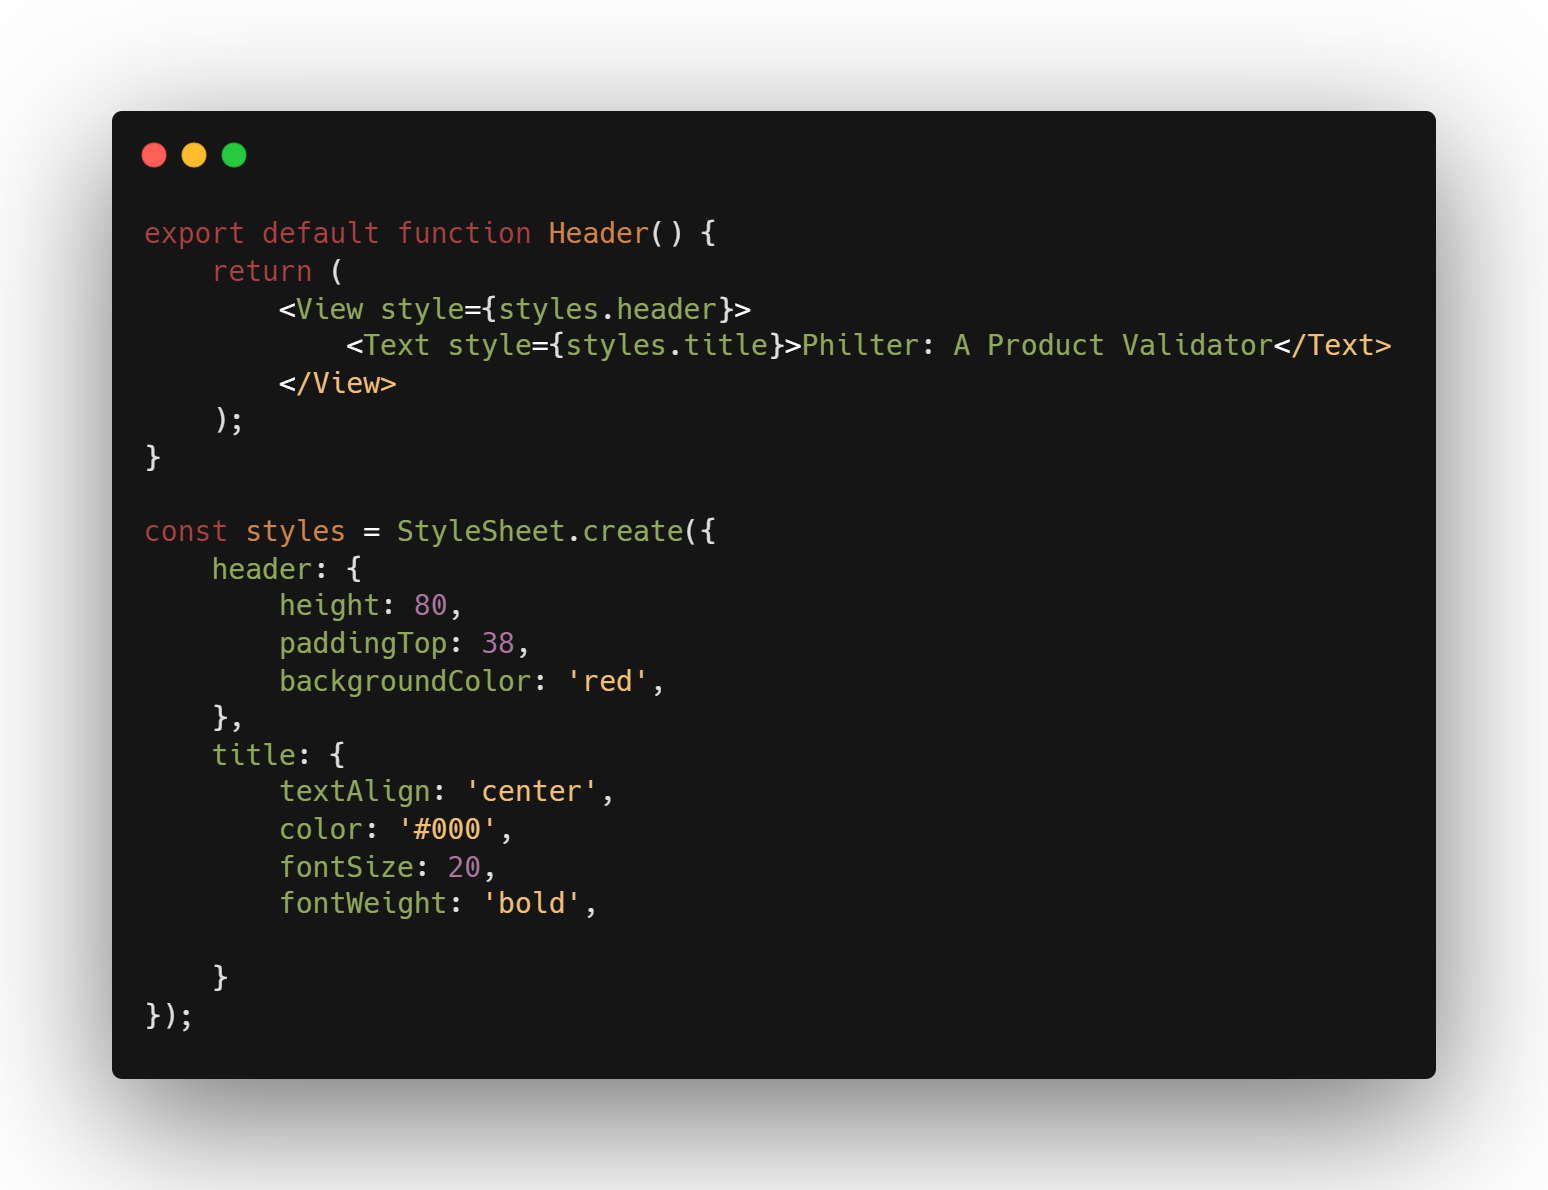 export default function Header() {
    return (
        <View style={styles.header}>
            <Text style={styles.title}>Philter: A Product Validator</Text>
        </View>
    );
}

const styles = StyleSheet.create({
    header: {
        height: 80,
        paddingTop: 38,
        backgroundColor: 'red',
    },
    title: {
        textAlign: 'center',
        color: '#000',
        fontSize: 20,
        fontWeight: 'bold',

    }
});